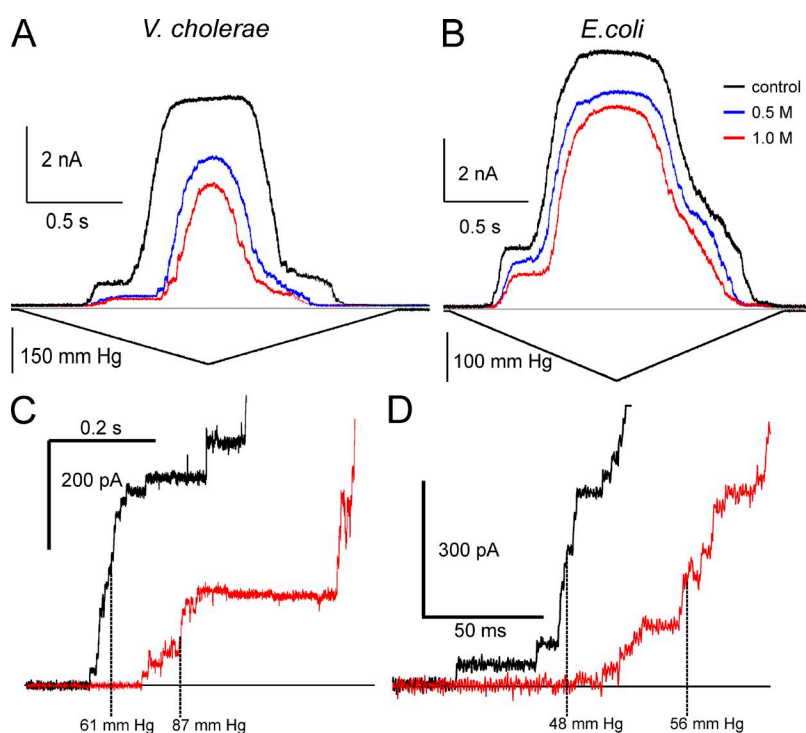 A
V. cholerae
2 nA
0.5 s
150 mm Hg
B
E.coli
control
0.5 M
1.0 M
2 nA
0.5 s
100 mm Hg
C
0.2 s
200 pA
61 mm Hg
87 mm Hg
D
300 pA
50 ms
48 mm Hg
56 mm Hg